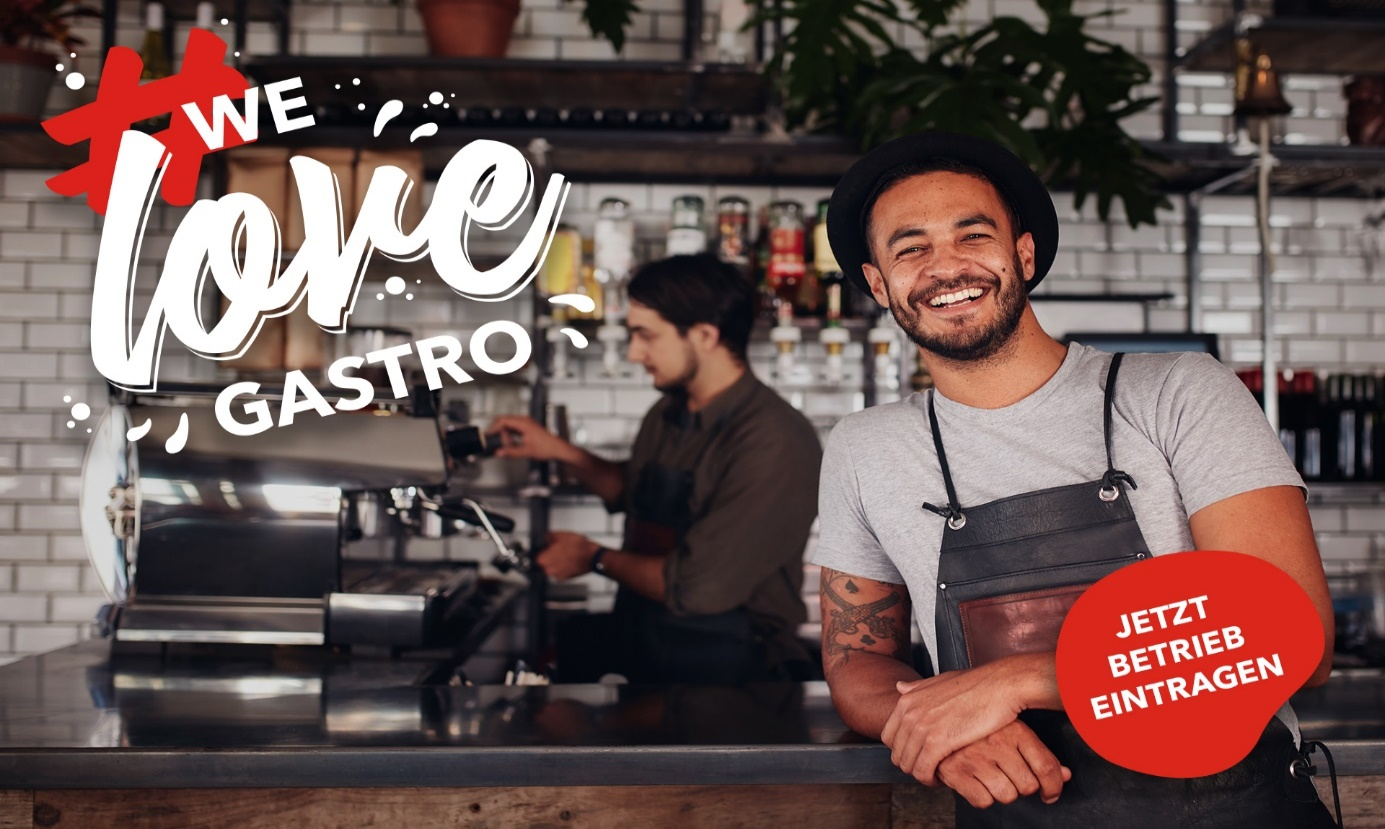 #WE
love
GASTRO
JETZT
BETRIEB
EINTRAGEN